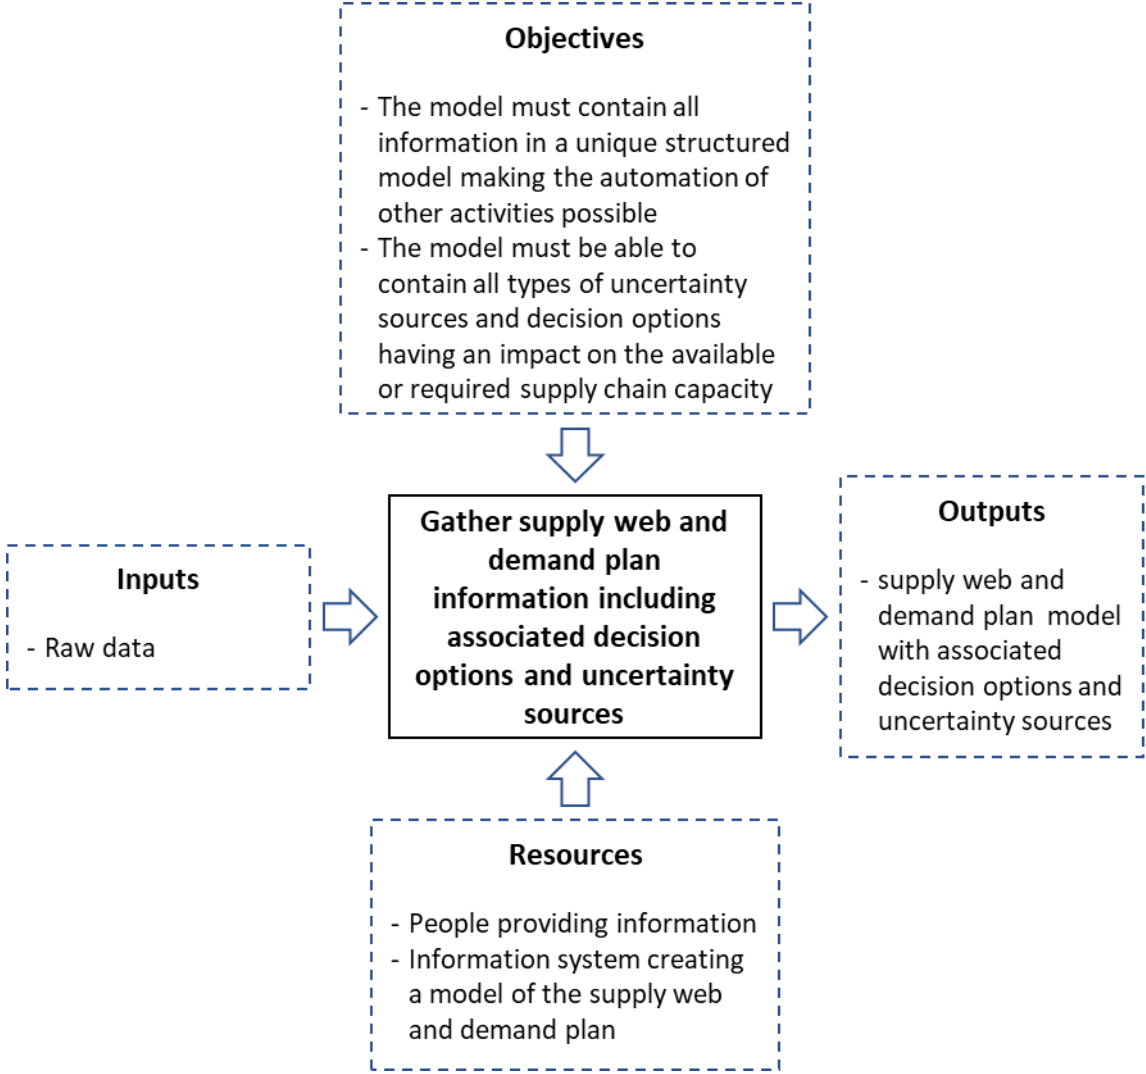 Objectives
- The model must contain all
information in a unique structured
model making the automation of
other activities possible
- The model must be able to
contain all types of uncertainty
sources and decision options
having an impact on the available
or required supply chain capacity
Inputs
- Raw data
Gather supply web and
demand plan
information including
associated decision
options and uncertainty
sources
Outputs
- supply web and
demand plan model
with associated
decision options and
uncertainty sources
Resources
- People providing information
- Information system creating
a model of the supply web
and demand plan